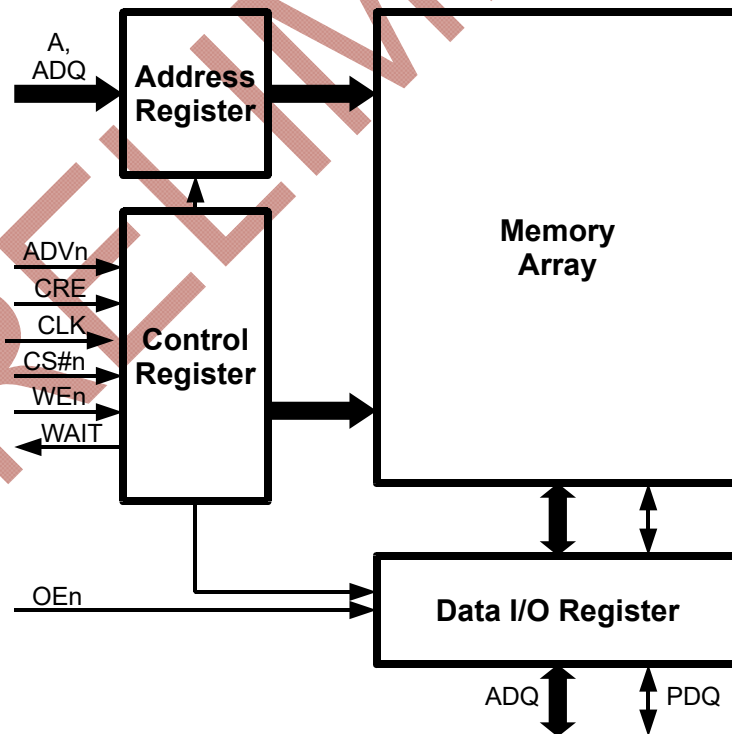 A,
ADQ
Address
Register
Memory
Array
ADVn
CRE
CLK
CS#n
WEn
WAIT
Control
Register
OEn
Data I/O Register
ADQ
PDQ